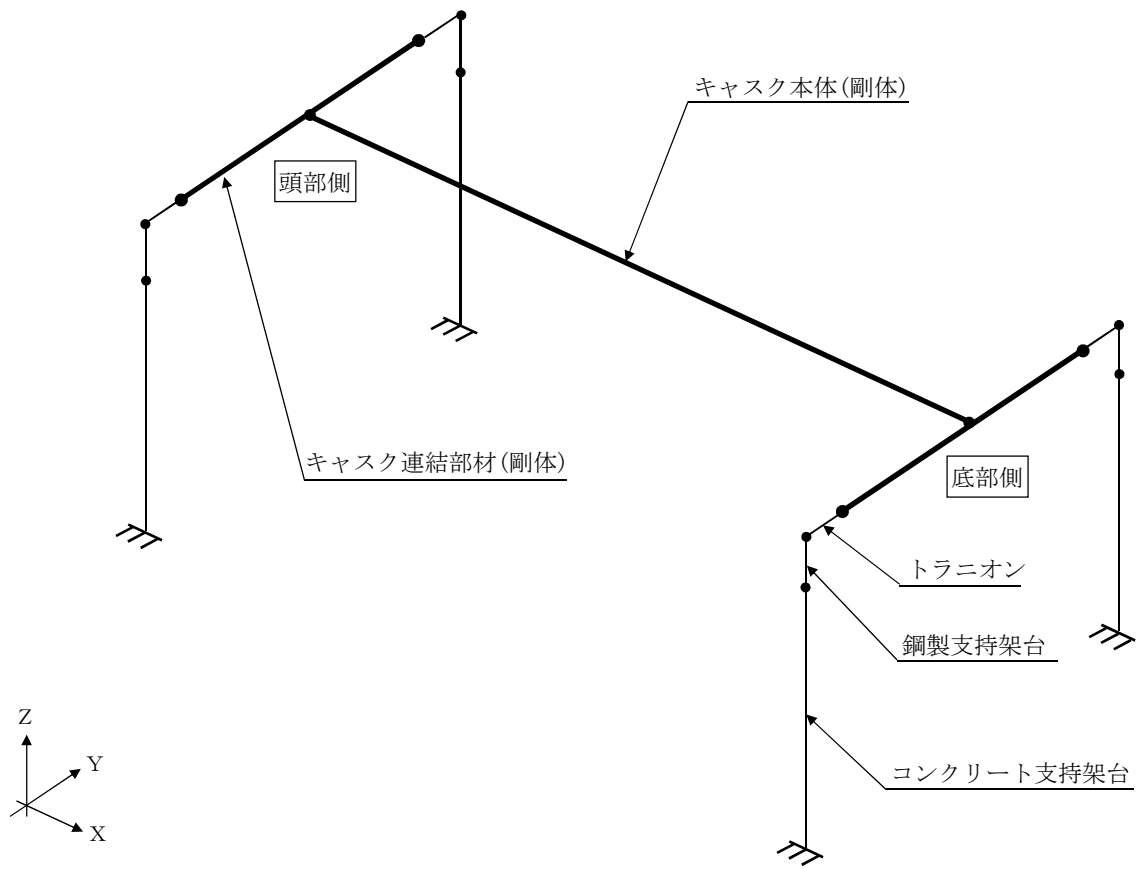 キャスク本体(剛体)
頭部側
キャスク連結部材(剛体)
底部側
トラニオン
鋼製支持架台
コンクリート支持架台
Z
Y
X